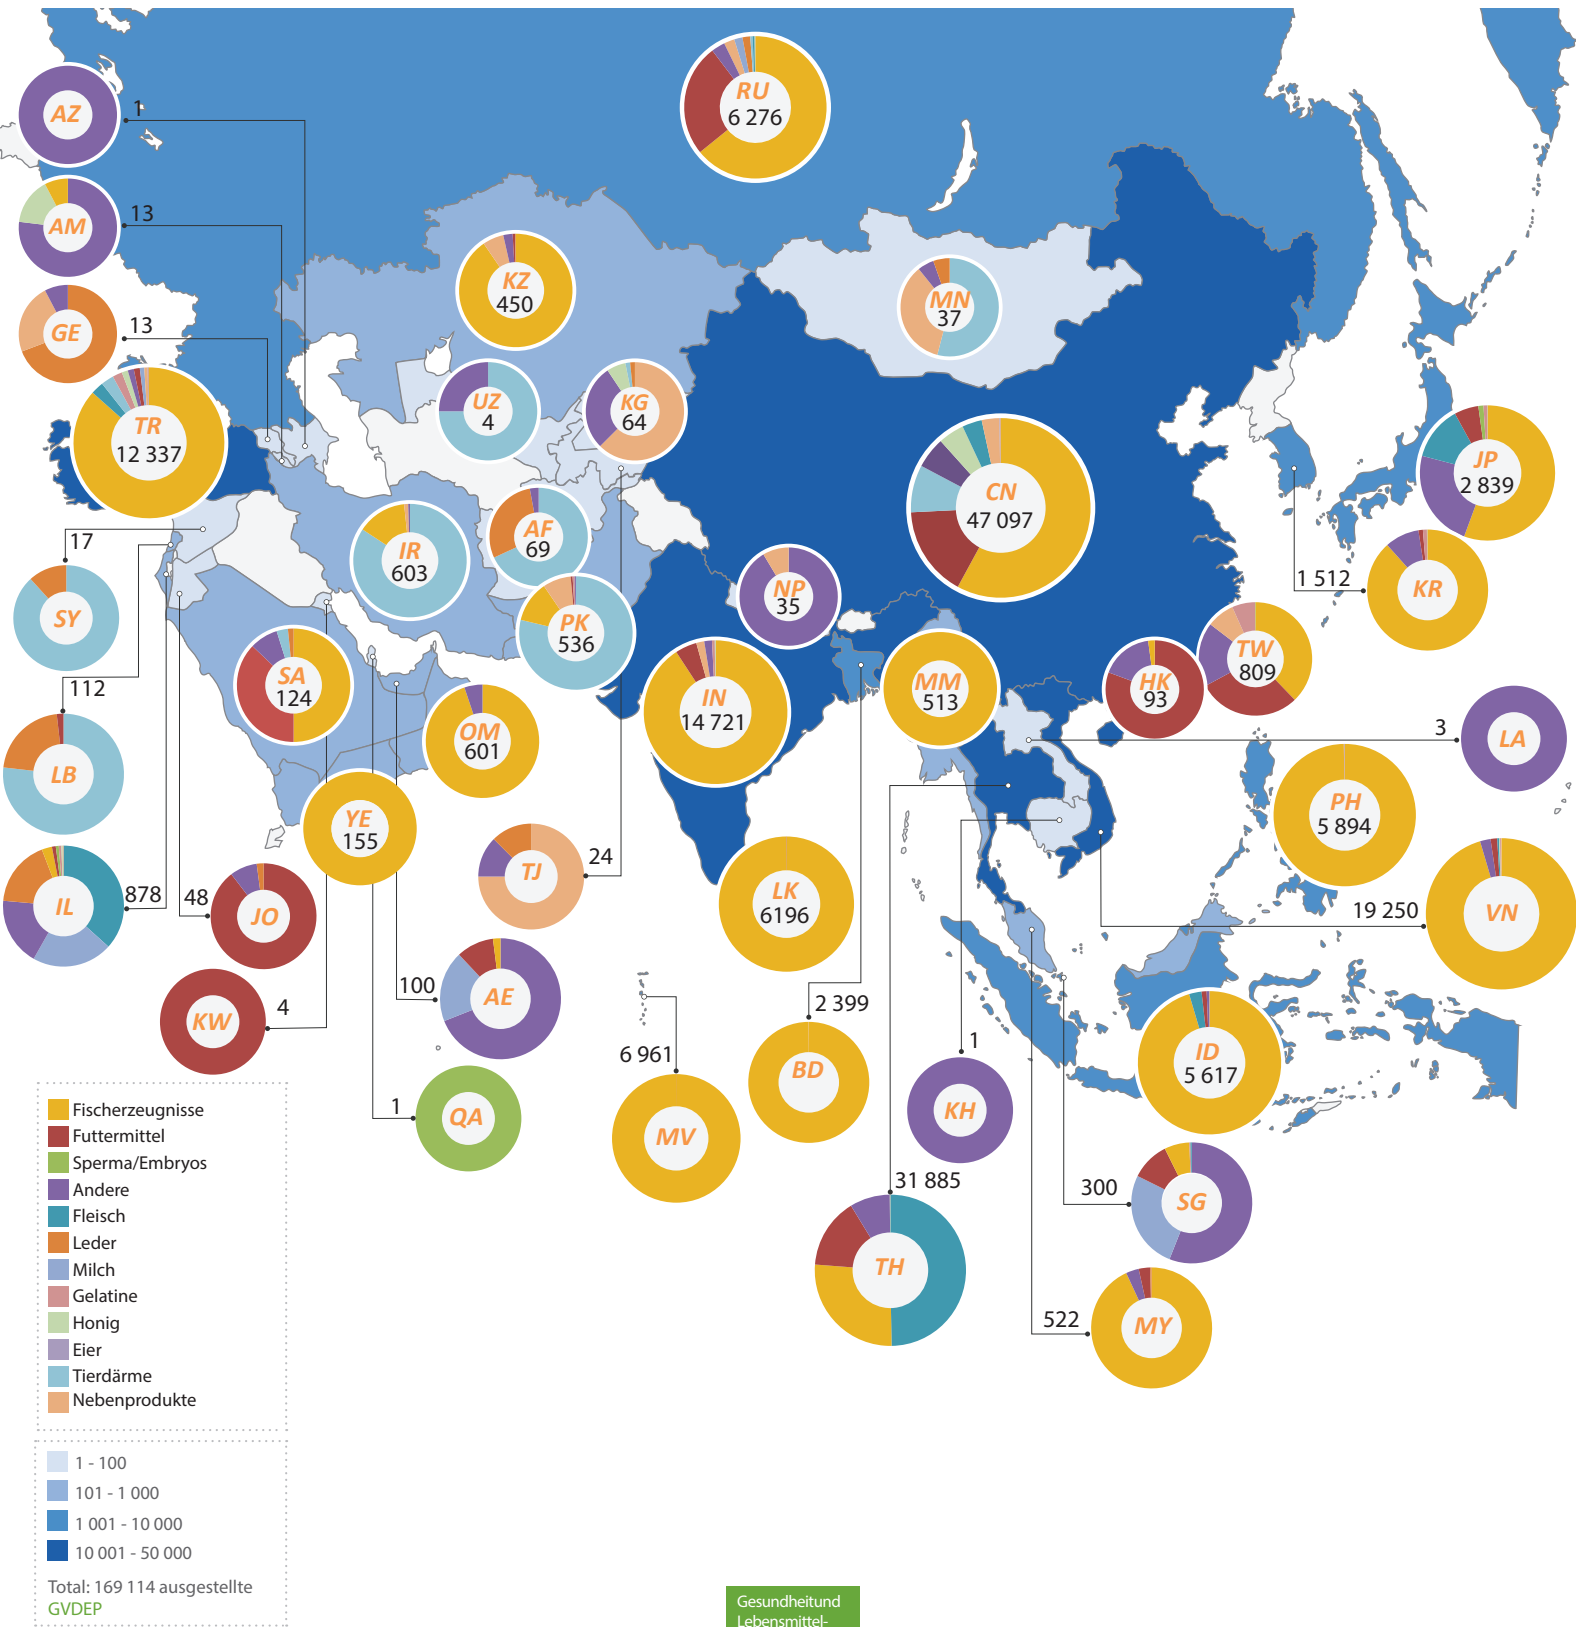 RU
6 276
AZ
1
AM
13
GE
13
KZ
450
MN
37
TR
12 337
UZ
4
KG
64
CN
47 097
JP
2 839
17
SY
IR
603
AF
69
PK
536
NP
35
1 512
KR
TW
809
HK
93
112
LB
SA
124
OM
601
IN
14 721
MM
513
3
LA
YE
155
PH
5 894
TJ
24
LK
6196
878
IL
48
JO
19 250
VN
100
AE
KW
4
6 961
MV
2 399
BD
1
KH
ID
5 617
1
QA
31 885
TH
300
SG
522
MY
Fischerzeugnisse
Futtermittel
Sperma/Embryos
Andere
Fleisch
Leder
Milch
Gelatine
Honig
Eier
Tierdärme
Nebenprodukte
1 - 100
101 - 1 000
1 001 - 10 000
10 001 - 50 000
Total: 169 114 ausgestellte
GVDEP
Gesundheitund
Lebensmittel-